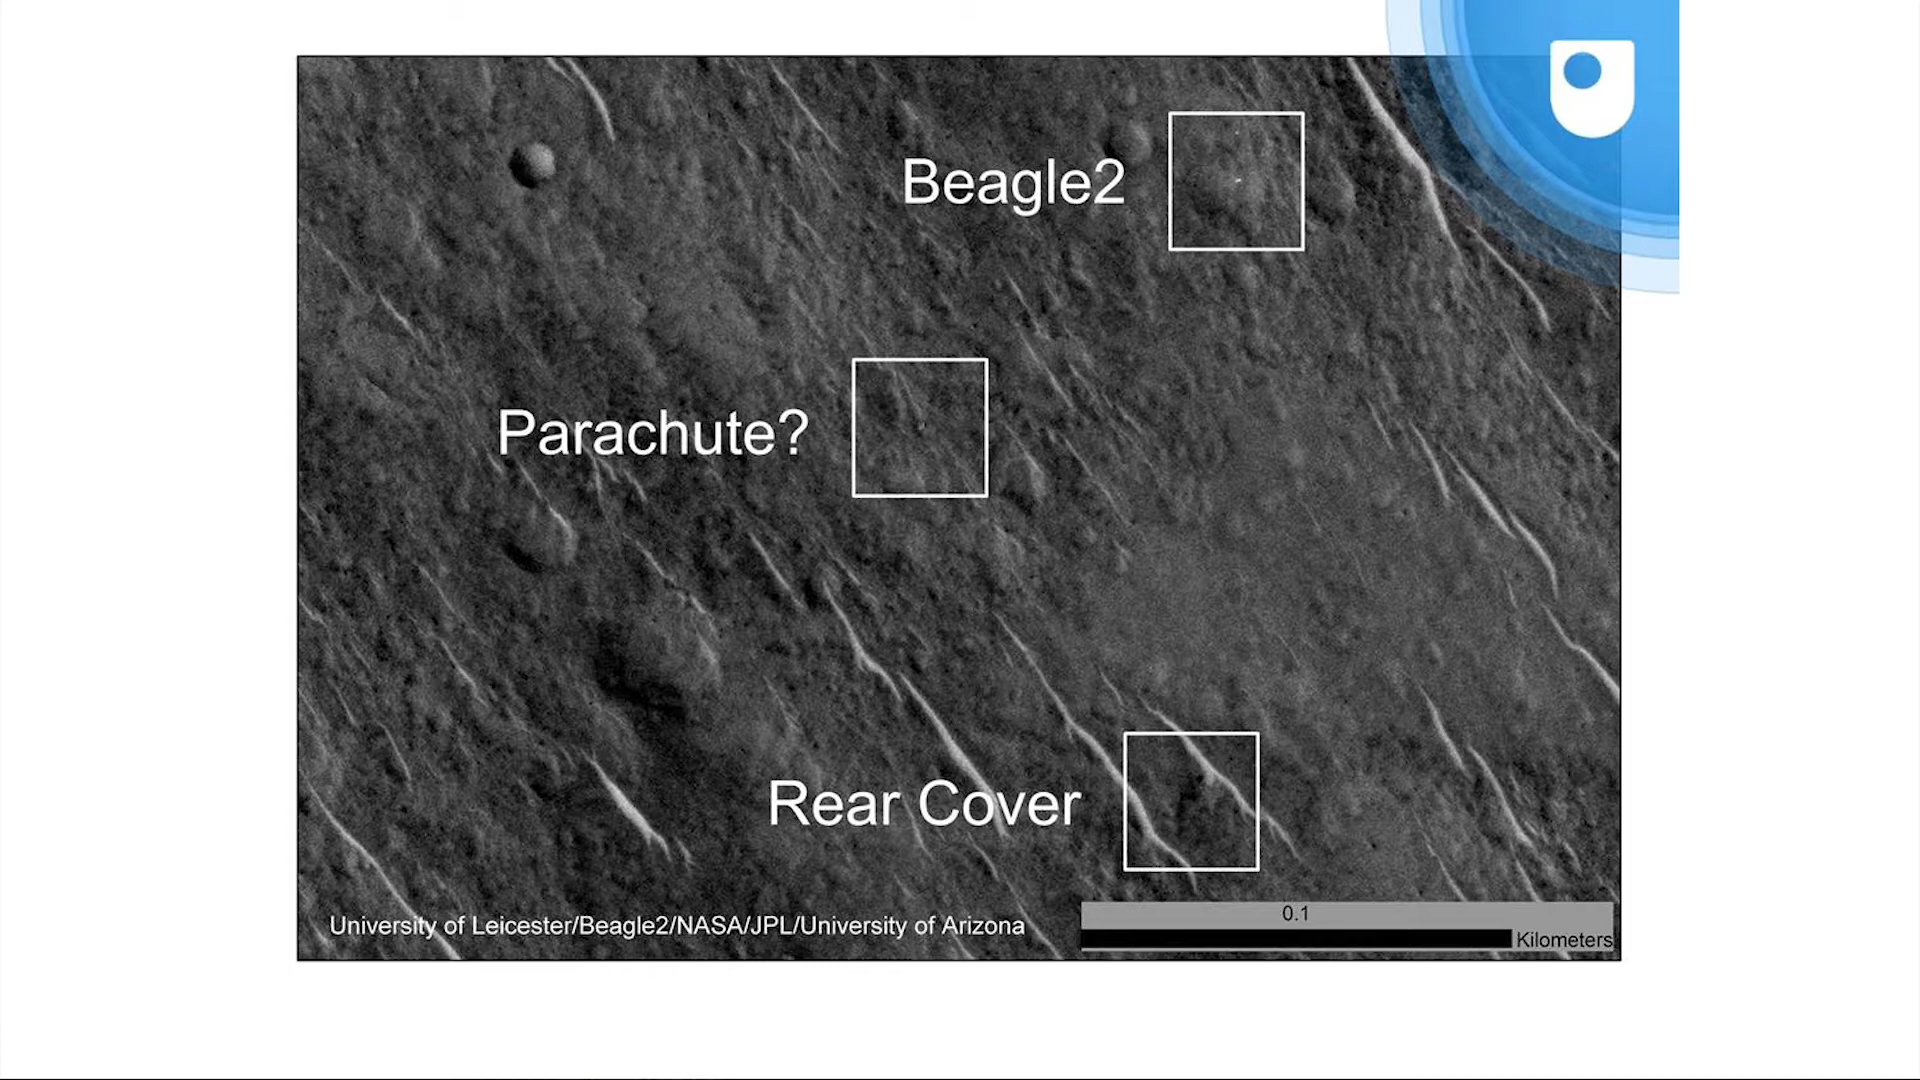 Beagle2
Parachute?
Rear Cover
University of Leicester/Beagle2/NASA/JPL/University of Arizona
0.1
Kilometers